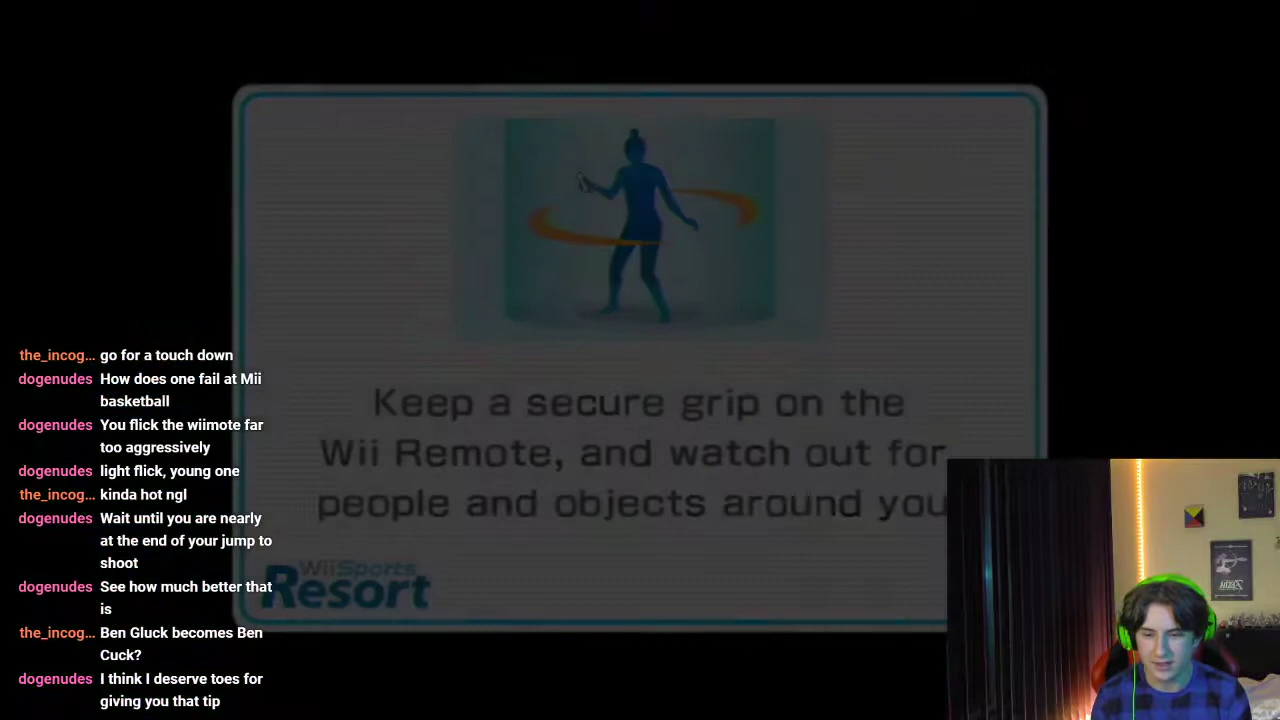 Keep a secure grip on the
Wii Remote, and watch out for
people and objects around you
WiiSports
Resort
the_incog... go for a touch down
dogenudes How does one fail at Mii
basketball
dogenudes You flick the wiimote far
too aggressively
dogenudes light flick, young one
the_incog... kinda hot ngl
dogenudes Wait until you are nearly
at the end of your jump to
shoot
dogenudes See how much better that
is
the_incog... Ben Gluck becomes Ben
Cuck?
dogenudes I think I deserve toes for
giving you that tip